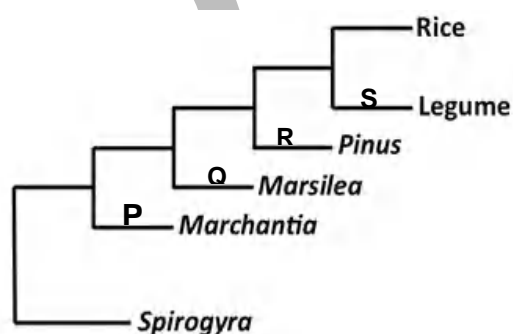 Rice
S
Legume
R
Pinus
Q
Marsilea
P
Marchantia
Spirogyra